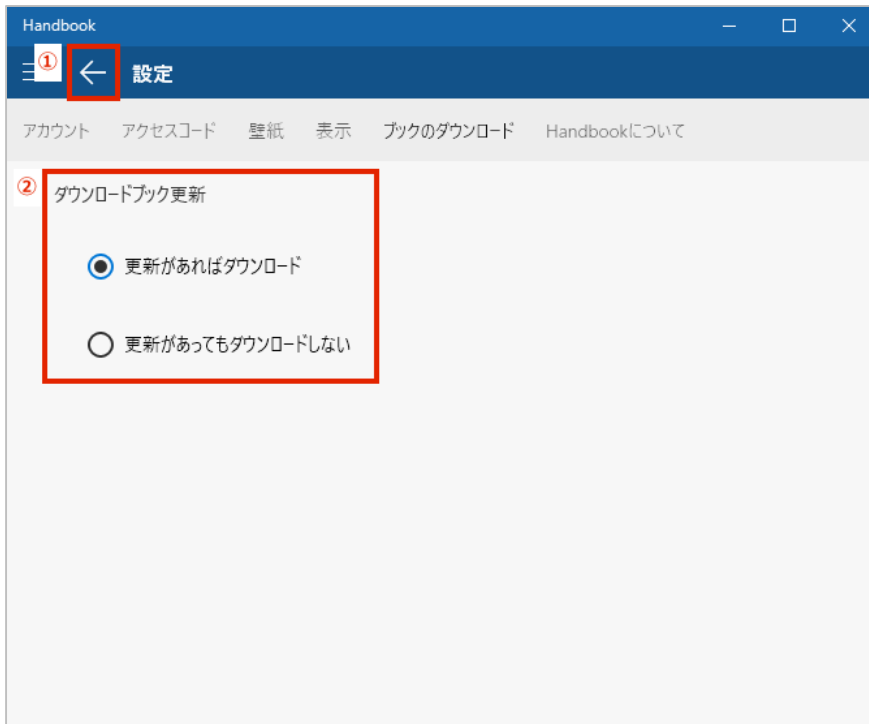 Handbook
① 設定
アカウント アクセスコード 壁紙 表示 ブックのダウンロード Handbookについて
② ダウンロードブック更新
更新があればダウンロード
更新があってもダウンロードしない